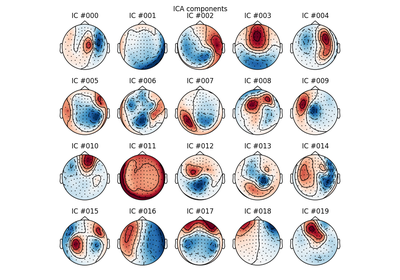 ICA components
IC #000 IC #001 IC #002 IC #003 IC #004
IC #005 IC #006 IC #007 IC #008 IC #009
IC #010 IC #011 IC #012 IC #013 IC #014
IC #015 IC #016 IC #017 IC #018 IC #019